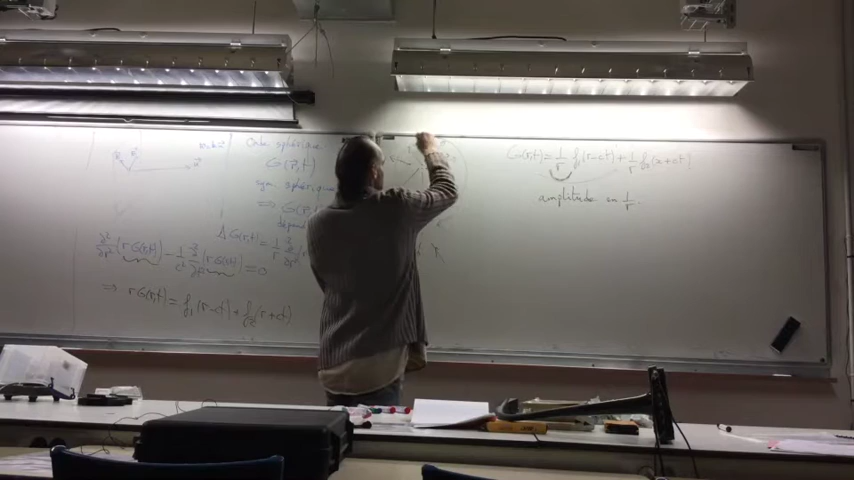 Onde sphérique
G(r⃗,t)
sym sphérique
⇒ G(r,
dépend
ΔG(r,t) = 1/r ∂²/∂r² (r
∂²/∂r² (rG(r,t)) - 1/c² ∂²/∂t² (rG(r,t)) = 0
⇒ rG(r,t) = f₁(r-ct) + f₂(r+ct)
G(r,t) = 1/r f₁(r-ct) + 1/r f₂(r+ct)
amplitude en 1/r